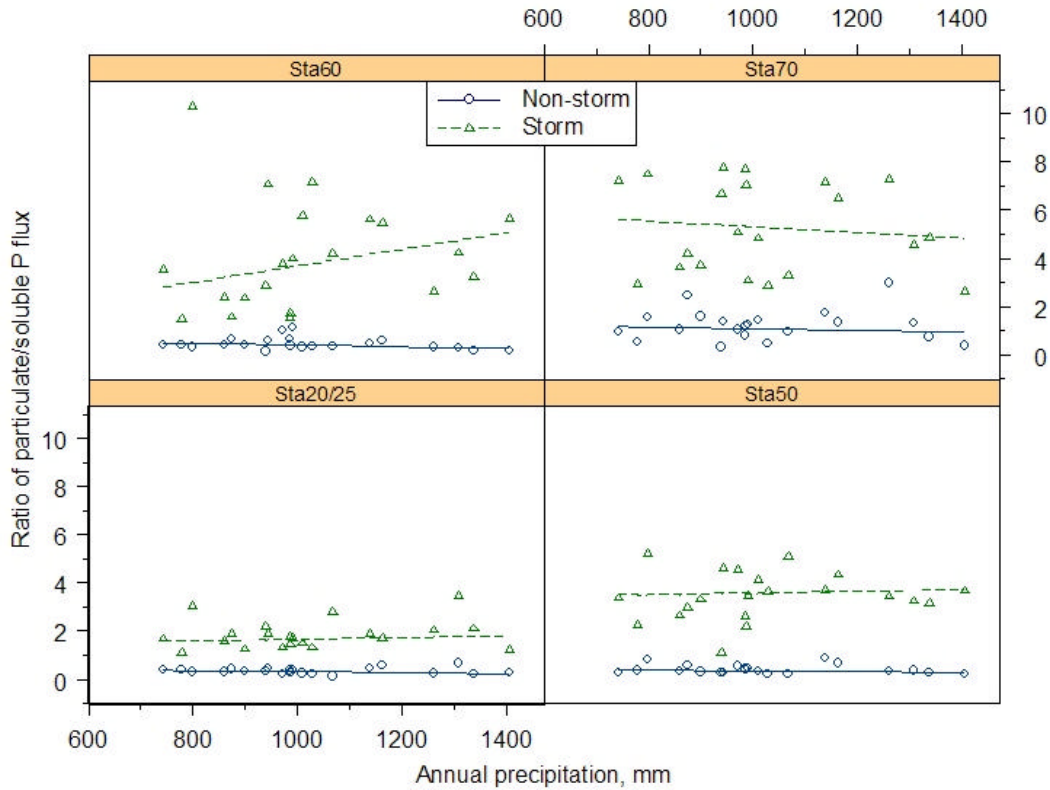 600 800 1000 1200 1400
Sta60 Sta70
Non-storm
Storm
10
8
6
4
2
0
Ratio of particulate/soluble P flux
Sta20/25 Sta50
10
8
6
4
2
0
600 800 1000 1200 1400
Annual precipitation, mm